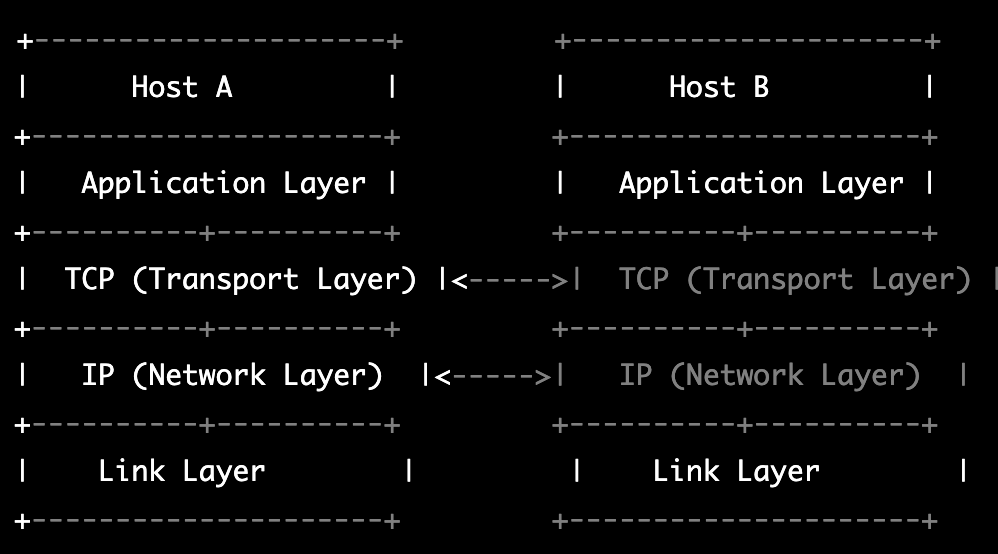 +---------------------+         +---------------------+
|      Host A         |         |      Host B         |
+---------------------+         +---------------------+
|   Application Layer |         |   Application Layer |
+----------+----------+         +----------+----------+
|  TCP (Transport Layer) |<----->|  TCP (Transport Layer) |
+----------+----------+         +----------+----------+
|   IP (Network Layer)  |<----->|   IP (Network Layer)  |
+----------+----------+         +----------+----------+
|    Link Layer        |         |    Link Layer        |
+---------------------+         +---------------------+